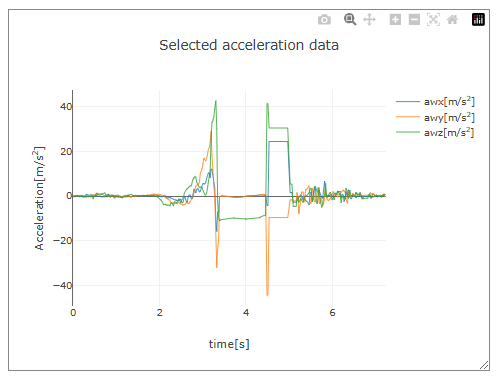 Selected acceleration data
Acceleration[m/s²]
40
20
0
−20
−40
0
2
4
6
time[s]
awx[m/s²]
awy[m/s²]
awz[m/s²]